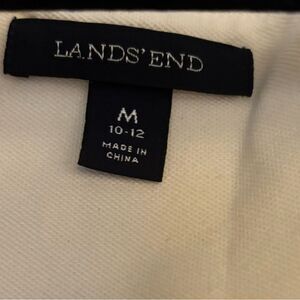 LANDS' END
M
10-12
MADE IN
CHINA